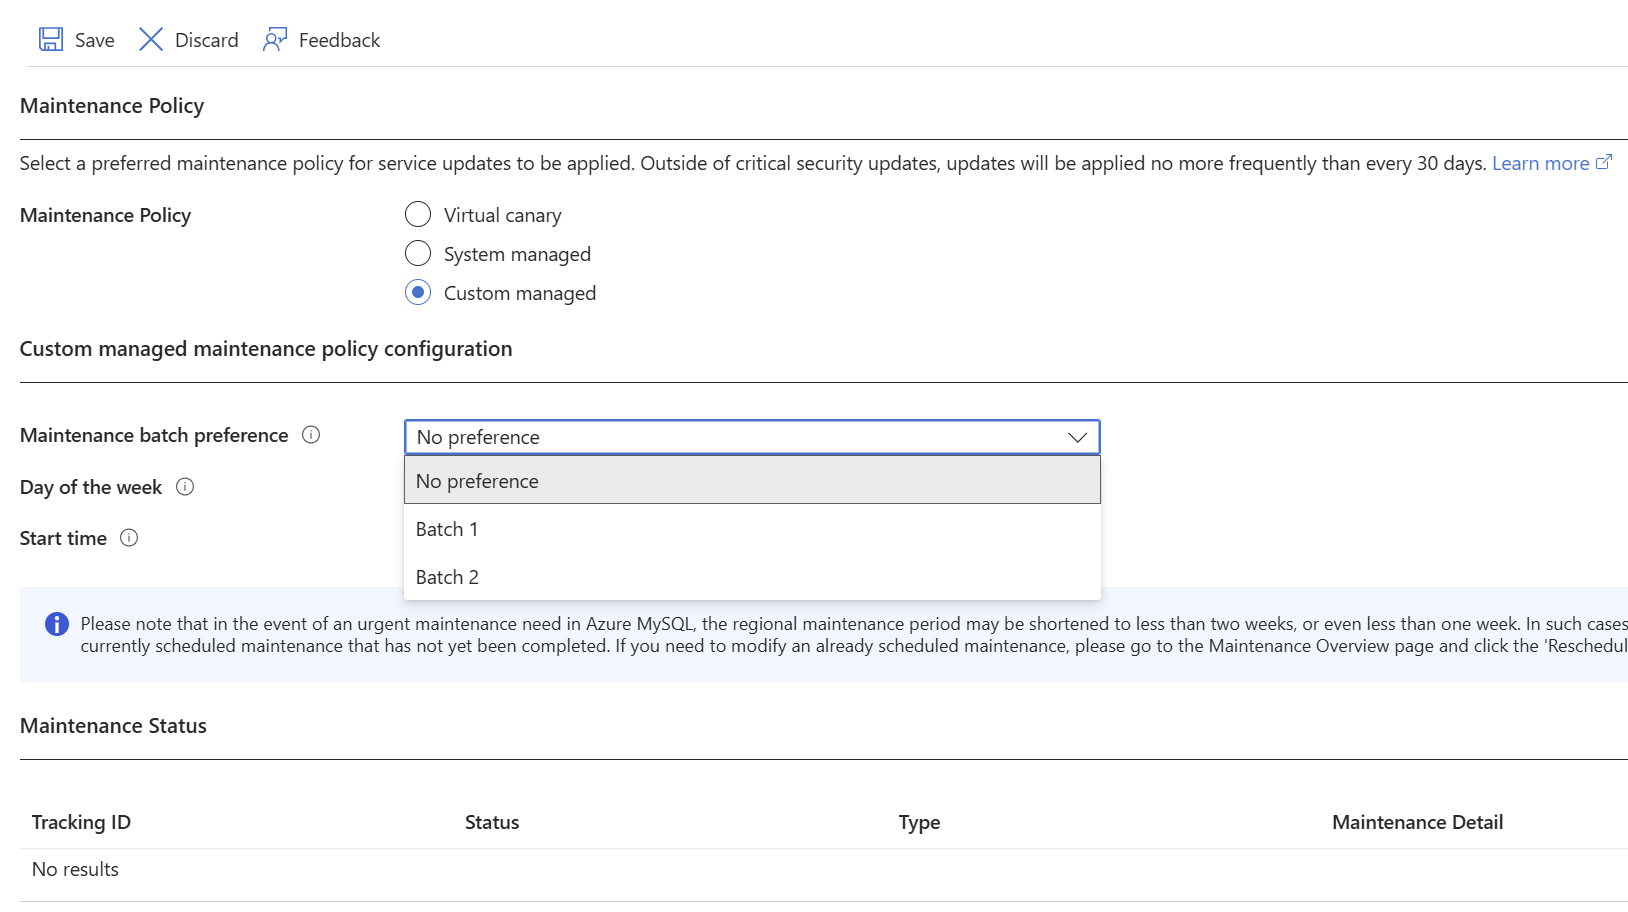 Save Discard Feedback
Maintenance Policy
Select a preferred maintenance policy for service updates to be applied. Outside of critical security updates, updates will be applied no more frequently than every 30 days. Learn more
Maintenance Policy
Virtual canary
System managed
Custom managed
Custom managed maintenance policy configuration
Maintenance batch preference
No preference
No preference
Day of the week
Batch 1
Start time
Batch 2
Please note that in the event of an urgent maintenance need in Azure MySQL, the regional maintenance period may be shortened to less than two weeks, or even less than one week. In such cases
currently scheduled maintenance that has not yet been completed. If you need to modify an already scheduled maintenance, please go to the Maintenance Overview page and click the 'Reschedul
Maintenance Status
Tracking ID Status Type Maintenance Detail
No results